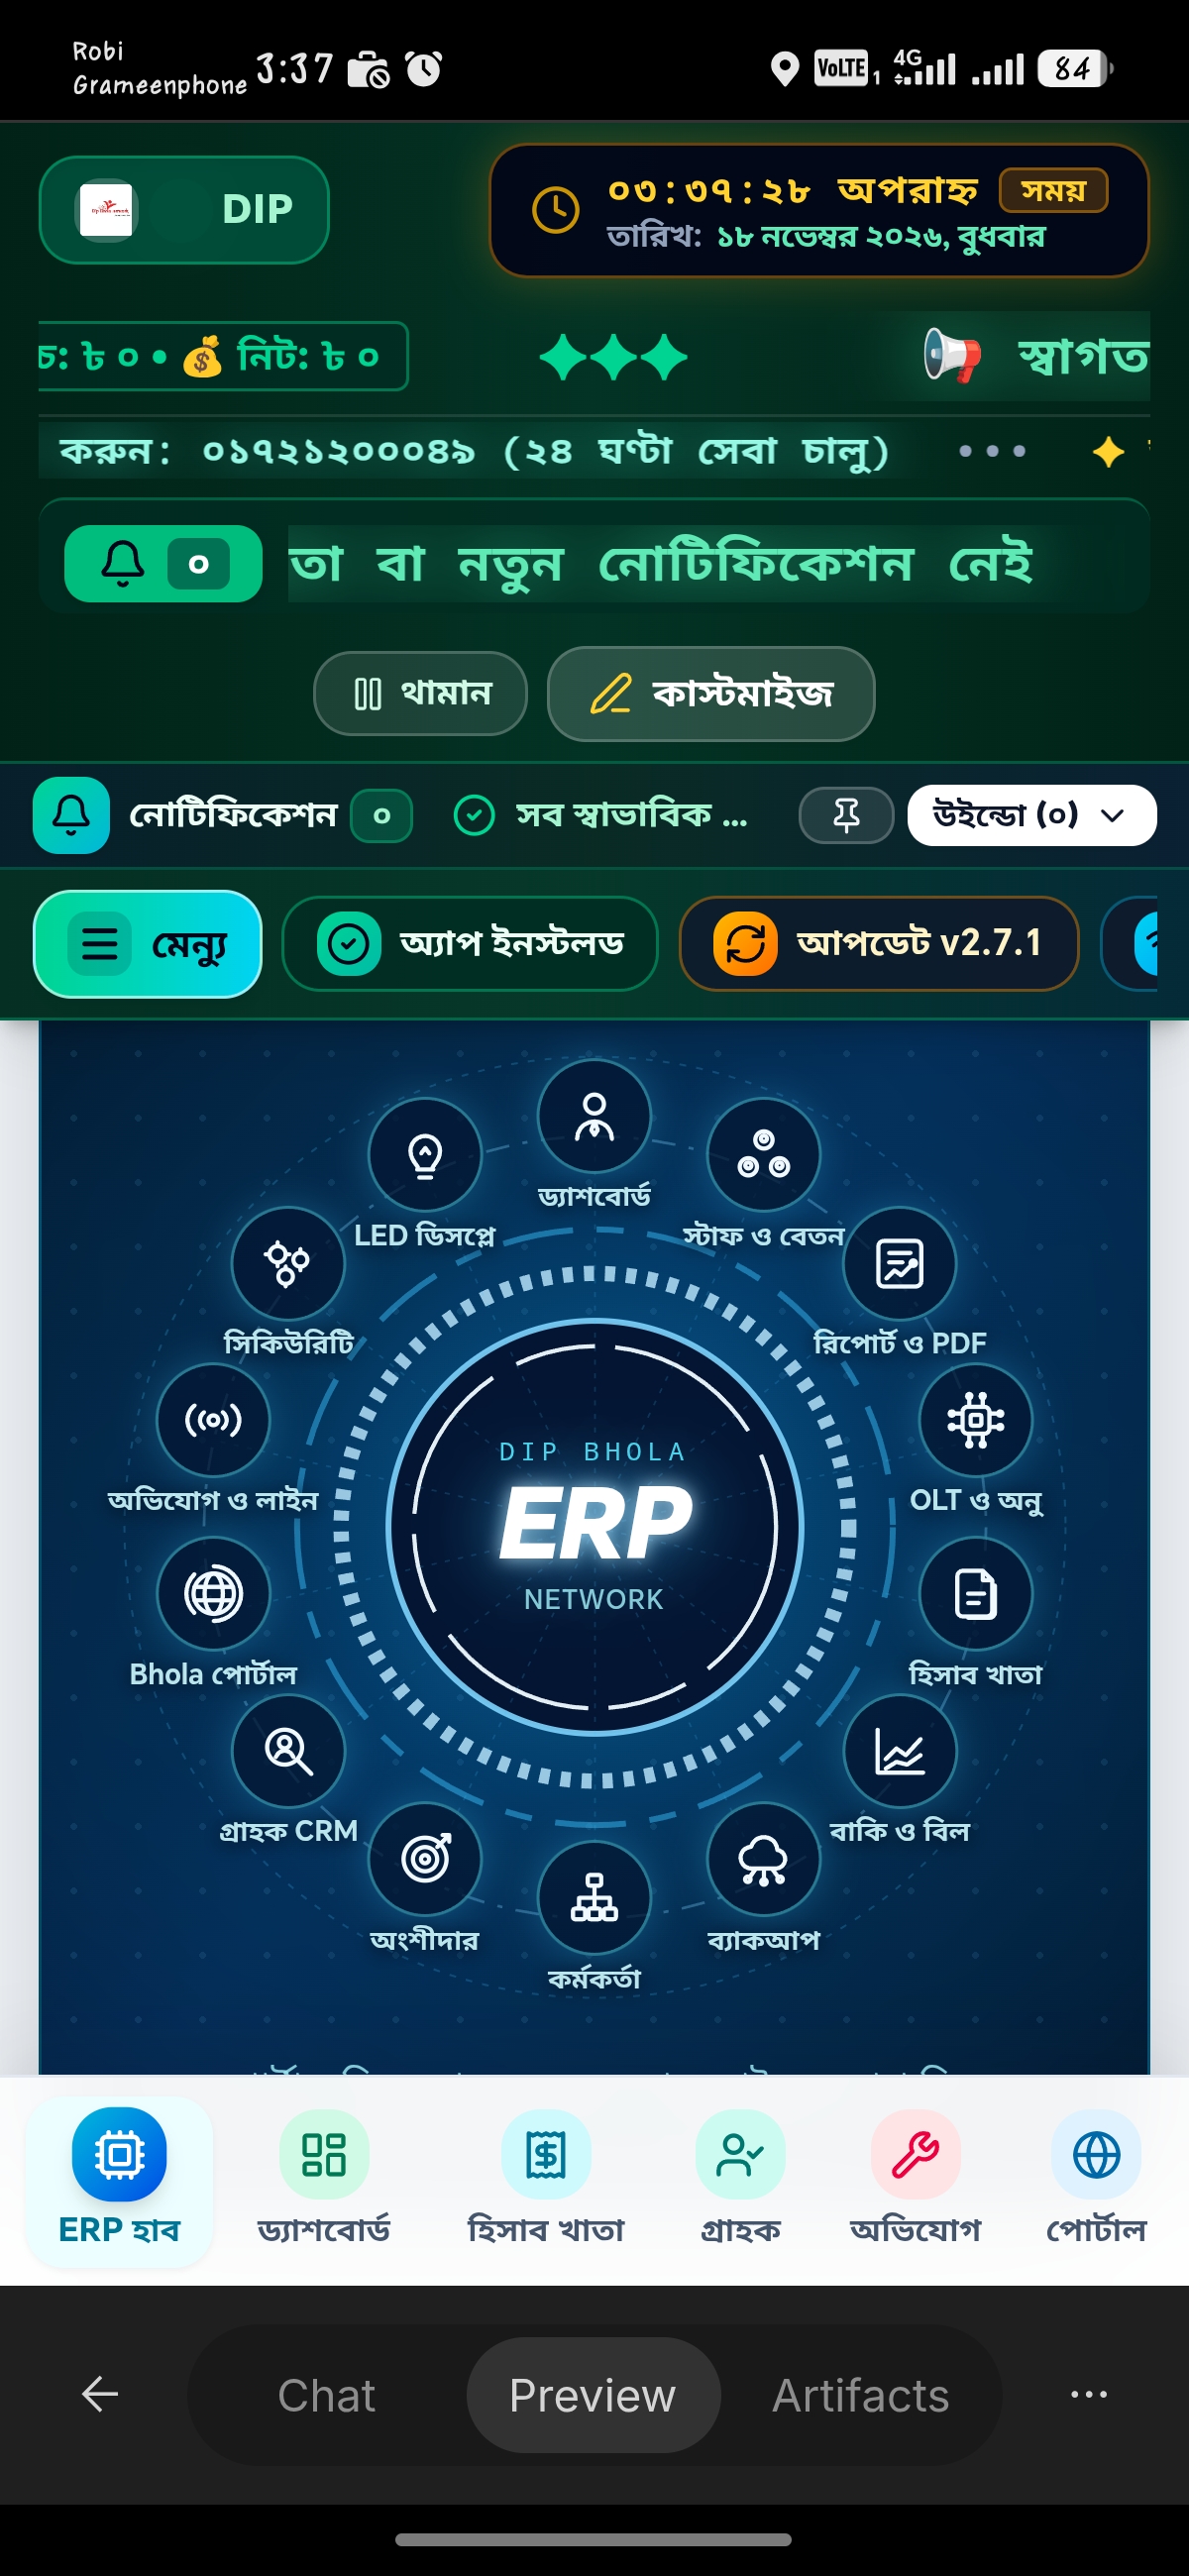 Robi
Grameenphone
3:37
VoLTE 1 4G 84
DIP
০৩:৩৭:২৮ অপরাহ্ন সময়
তারিখ: ১৮ নভেম্বর ২০২৬, বুধবার
চ: ৳ ০ • 💰 নিট: ৳ ০ ✦✦✦ 📢 স্বাগত
করুন: ০১৭২১২০০০৪৯ (২৪ ঘণ্টা সেবা চালু) ••• ✦
০ তা বা নতুন নোটিফিকেশন নেই
থামান কাস্টমাইজ
নোটিফিকেশন ০ সব স্বাভাবিক ... উইন্ডো (০)
মেন্যু অ্যাপ ইনস্টলড আপডেট v2.7.1
ড্যাশবোর্ড
LED ডিসপ্লে স্টাফ ও বেতন
সিকিউরিটি রিপোর্ট ও PDF
DIP BHOLA
অভিযোগ ও লাইন ERP OLT ও অনু
NETWORK
Bhola পোর্টাল হিসাব খাতা
গ্রাহক CRM বাকি ও বিল
অংশীদার ব্যাকআপ
কর্মকর্তা
ERP হাব ড্যাশবোর্ড হিসাব খাতা গ্রাহক অভিযোগ পোর্টাল
Chat Preview Artifacts